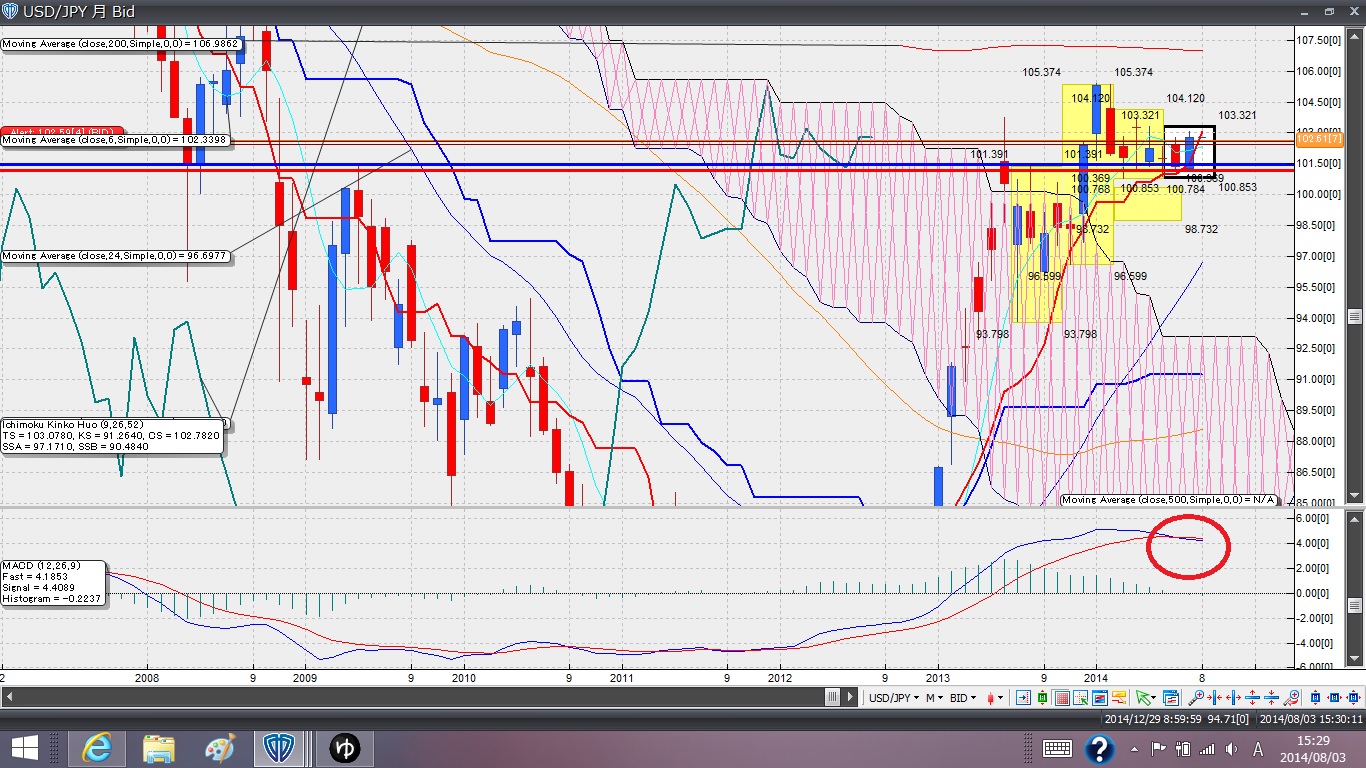 USD/JPY 月 Bid
Moving Average (close,200,Simple,0,0) = 106.9862
Moving Average (close,6,Simple,0,0) = 102.3398
Moving Average (close,24,Simple,0,0) = 96.6977
Ichimoku Kinko Huo (9,26,52)
TS = 103.0780, KS = 91.2640, CS = 102.7820
SSA = 97.1710, SSB = 90.4840
Moving Average (close,500,Simple,0,0) = N/A
105.374
105.374
104.120
104.120
103.321
103.321
101.391
101.391
100.369
100.768
100.853
100.784
100.853
98.732
98.732
96.599
96.599
93.798
93.798
107.50[0]
106.00[0]
104.50[0]
102.61[7]
101.50[0]
100.00[0]
98.50[0]
97.00[0]
95.50[0]
94.00[0]
92.50[0]
91.00[0]
89.50[0]
88.00[0]
86.50[0]
85.00[0]
MACD (12,26,9)
Fast = 4.1853
Signal = 4.4089
Histogram = -0.2237
6.00[0]
4.00[0]
2.00[0]
0.00[0]
-2.00[0]
-4.00[0]
-6.00[0]
2 2008 9 2009 9 2010 9 2011 9 2012 9 2013 9 2014 8
USD/JPY M BID
2014/12/29 8:59:59 94.71[0] 2014/08/03 15:30:11
ゆ
A
15:29
2014/08/03